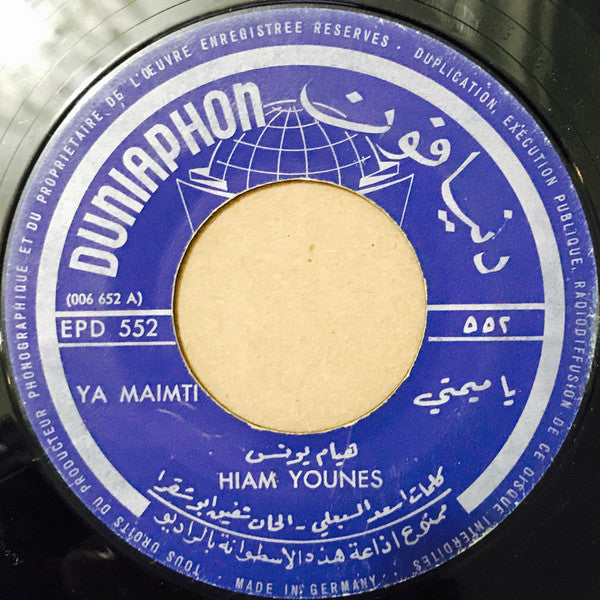 TOUS DROITS DU PRODUCTEUR PHONOGRAPHIQUE ET DU PROPRIETAIRE DE L'ŒUVRE ENREGISTREE RESERVES · DUPLICATION, EXECUTION PUBLIQUE, RADIODIFFUSION DE CE DISQUE INTERDITES
DUNIAPHON دنيافون
(006 652 A)
EPD 552 ٥٥٢
YA MAIMTI يا ميمتي
هيام يونس
HIAM YOUNES
كلمات اسعد السبعلي - الحان شفيق ابو شقرا
ممنوع اذاعة هذه الاسطوانة بالراديو
MADE IN GERMANY